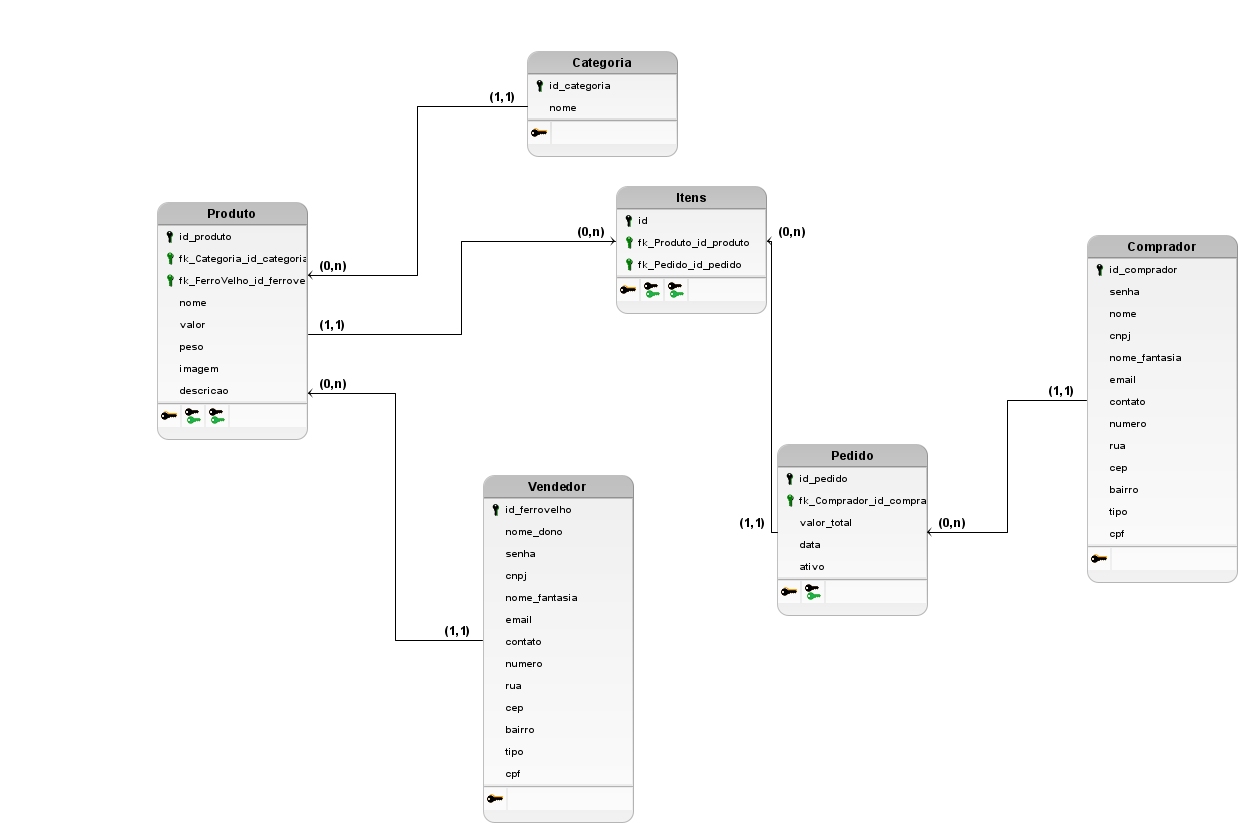 Categoria
id_categoria
nome
(1,1)
Produto
id_produto
fk_Categoria_id_categoria
fk_FerroVelho_id_ferrove
nome
valor
peso
imagem
descricao
(0,n)
(1,1)
(0,n)
Itens
id
fk_Produto_id_produto
fk_Pedido_id_pedido
(0,n)
(0,n)
Comprador
id_comprador
senha
nome
cnpj
nome_fantasia
email
contato
numero
rua
cep
bairro
tipo
cpf
(1,1)
Pedido
id_pedido
fk_Comprador_id_compra
valor_total
data
ativo
(1,1)
(0,n)
Vendedor
id_ferrovelho
nome_dono
senha
cnpj
nome_fantasia
email
contato
numero
rua
cep
bairro
tipo
cpf
(1,1)